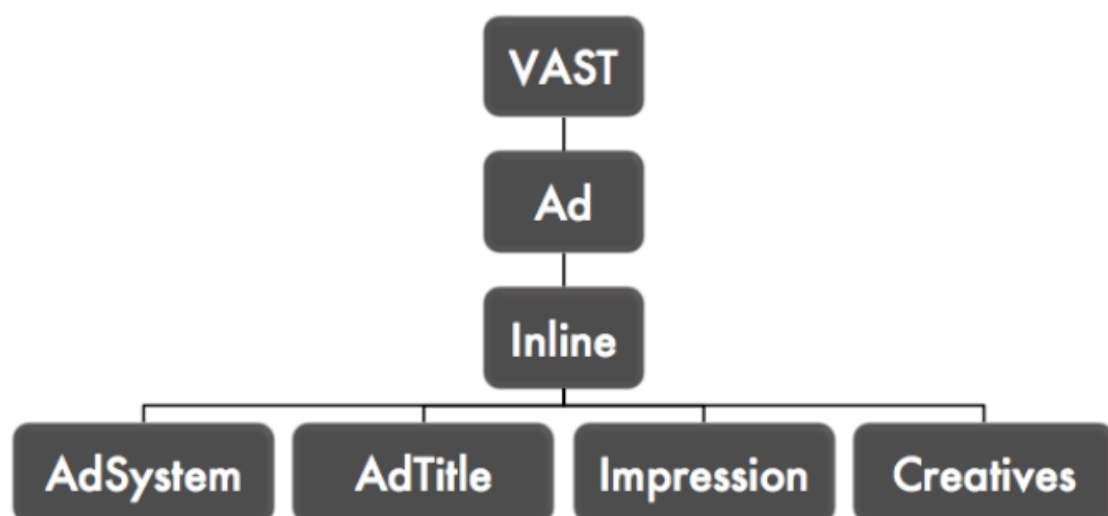 VAST
Ad
Inline
AdSystem
AdTitle
Impression
Creatives